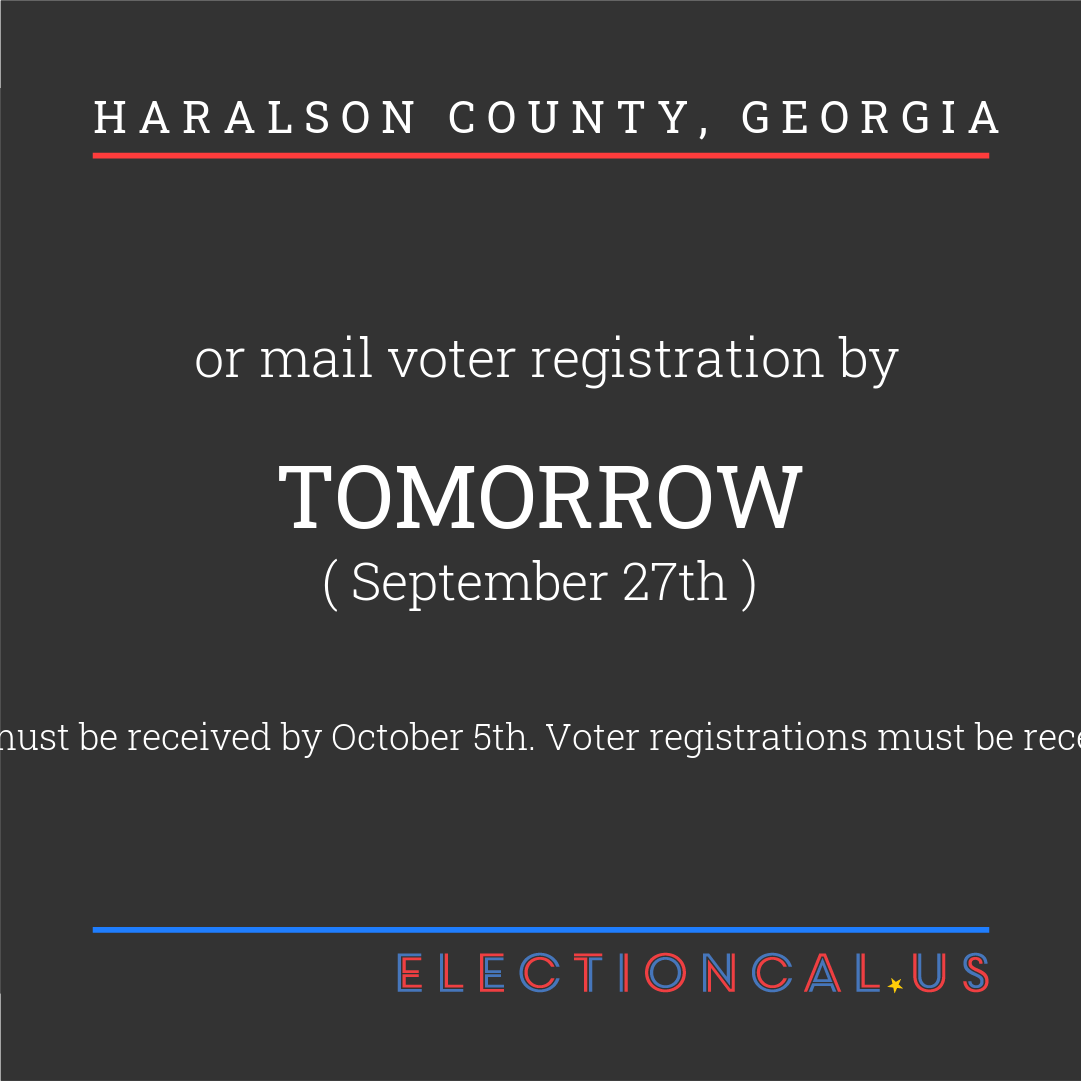 HARALSON COUNTY, GEORGIA
or mail voter registration by
TOMORROW
( September 27th )
be received by October 5th. Voter registrations must be
ELECTIONCAL.US